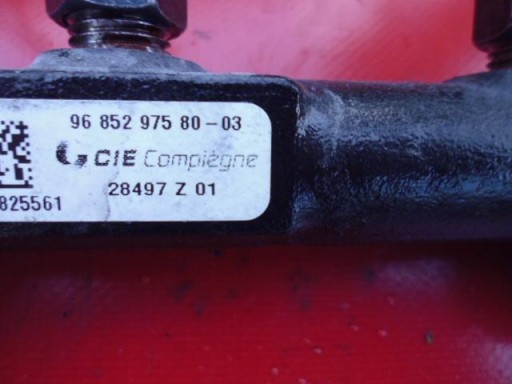 96 852 975 80-03
CIE Compiègne
28497 Z 01
825561